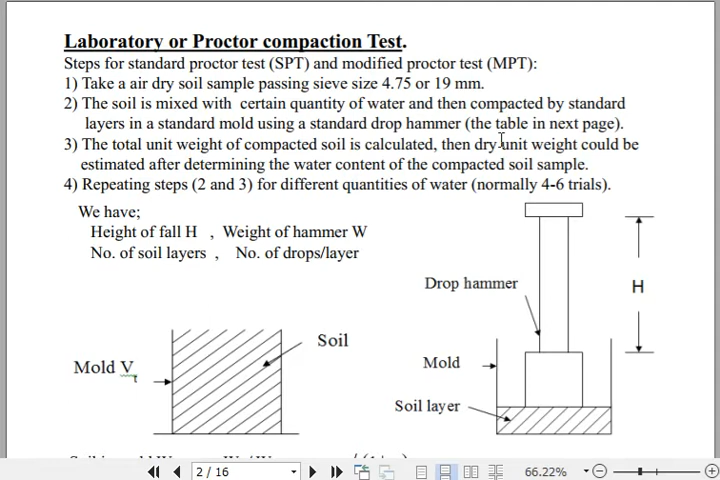 Laboratory or Proctor compaction Test.
Steps for standard proctor test (SPT) and modified proctor test (MPT):
1) Take a air dry soil sample passing sieve size 4.75 or 19 mm.
2) The soil is mixed with certain quantity of water and then compacted by standard
layers in a standard mold using a standard drop hammer (the table in next page).
3) The total unit weight of compacted soil is calculated, then dry unit weight could be
estimated after determining the water content of the compacted soil sample.
4) Repeating steps (2 and 3) for different quantities of water (normally 4-6 trials).
We have;
Height of fall H , Weight of hammer W
No. of soil layers , No. of drops/layer
Drop hammer
H
Soil
Mold
Mold Vt
Soil layer
2 / 16
66.22%